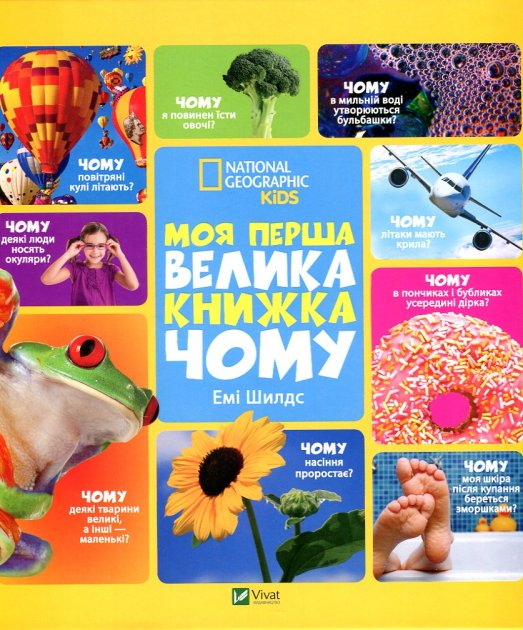 ЧОМУ
я повинен їсти
овочі?
ЧОМУ
в мильній воді
утворюються
бульбашки?
ЧОМУ
повітряні
кулі літають?
NATIONAL
GEOGRAPHIC
KiDS
ЧОМУ
літаки мають
крила?
ЧОМУ
деякі люди
носять
окуляри?
МОЯ ПЕРША
ВЕЛИКА
КНИЖКА
ЧОМУ
Емі Шилдс
ЧОМУ
в пончиках і бубликах
усередині дірка?
ЧОМУ
деякі тварини
великі,
а інші —
маленькі?
ЧОМУ
насіння
проростає?
ЧОМУ
моя шкіра
після купання
береться
зморшками?
Vivat
видавництво